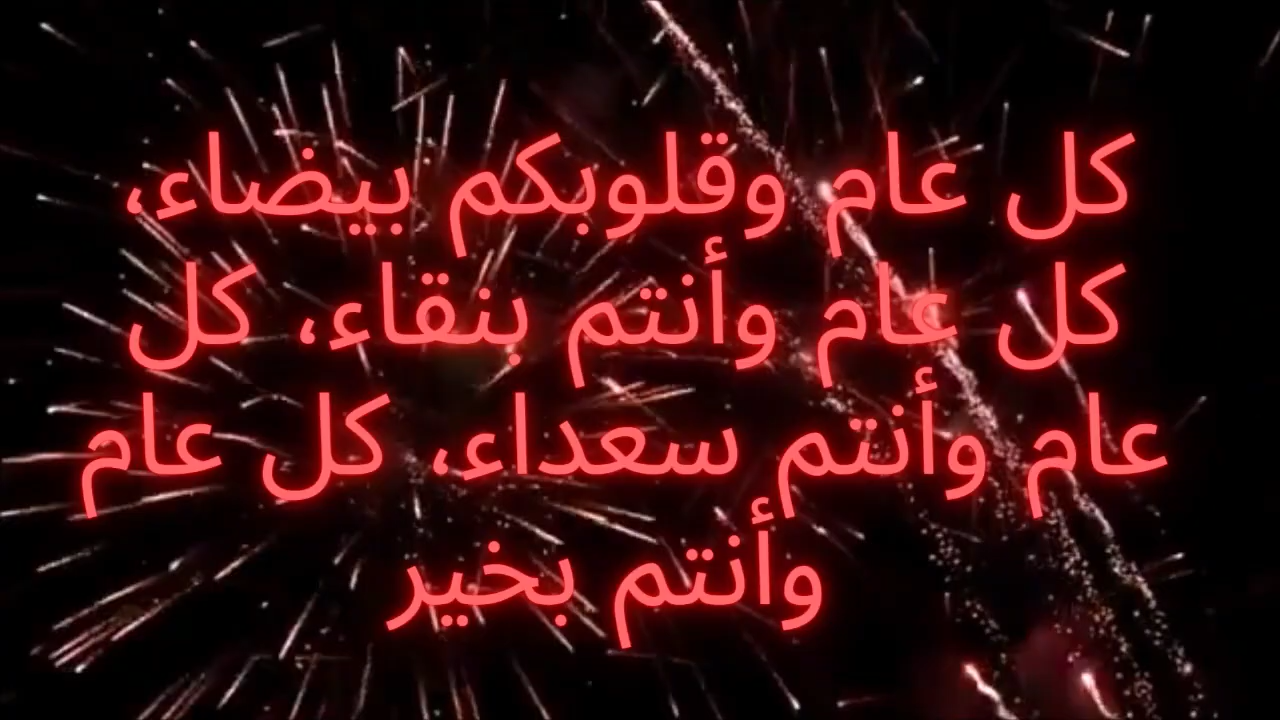 كل عام وقلوبكم بيضاء،
كل عام وأنتم بنقاء، كل
عام وأنتم سعداء، كل عام
وأنتم بخير